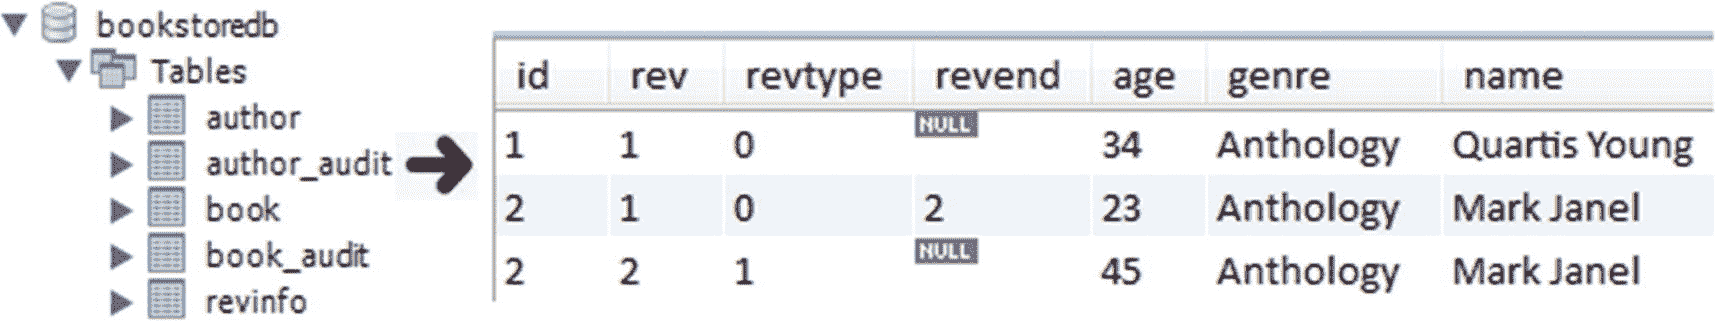 bookstoredb
Tables
author
author_audit
book
book_audit
revinfo
id rev revtype revend age genre name
1 1 0 NULL 34 Anthology Quartis Young
2 1 0 2 23 Anthology Mark Janel
2 2 1 NULL 45 Anthology Mark Janel